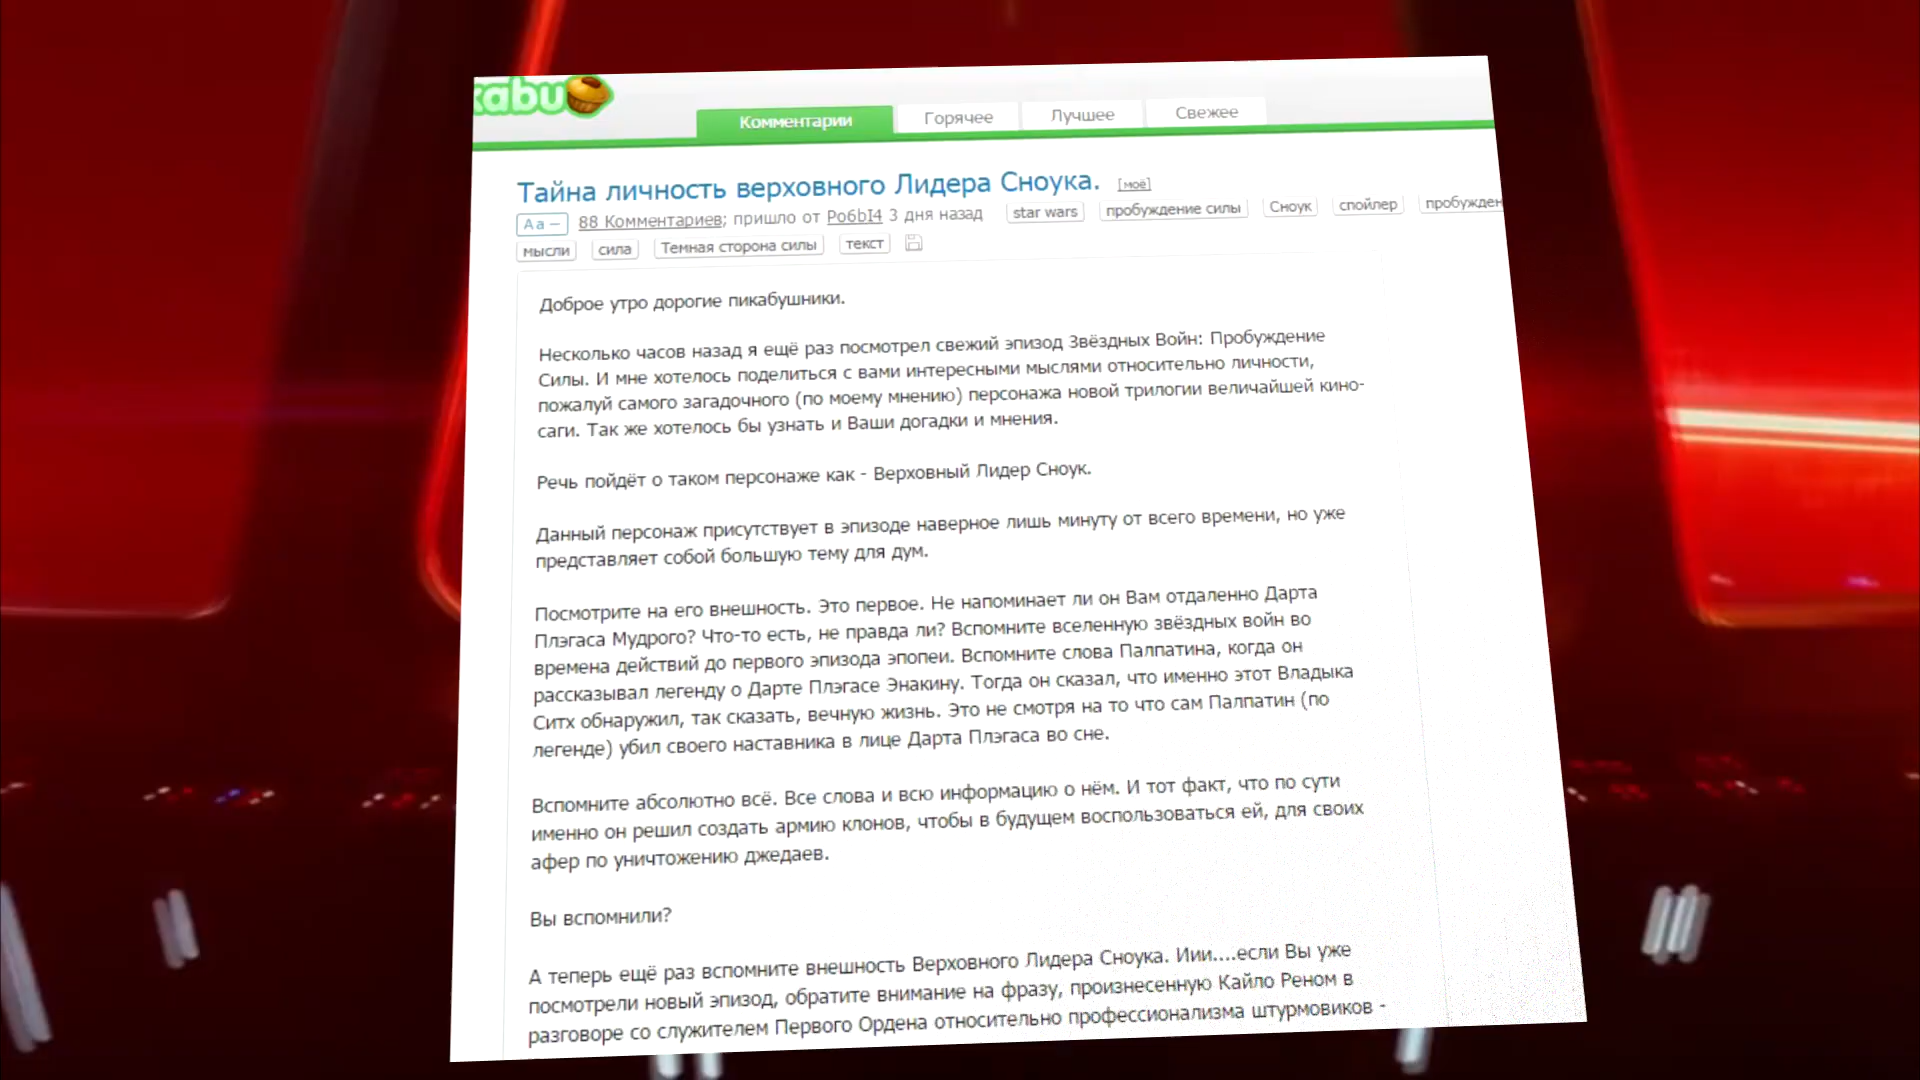 kabu
Комментарии Горячее Лучшее Свежее
Тайна личность верховного Лидера Сноука. [моё]
Aa — 88 Комментариев; пришло от Po6bI4 3 дня назад star wars пробуждение силы Сноук спойлер пробужден
мысли сила Темная сторона силы текст
Доброе утро дорогие пикабушники.
Несколько часов назад я ещё раз посмотрел свежий эпизод Звёздных Войн: Пробуждение
Силы. И мне хотелось поделиться с вами интересными мыслями относительно личности,
пожалуй самого загадочного (по моему мнению) персонажа новой трилогии величайшей кино-
саги. Так же хотелось бы узнать и Ваши догадки и мнения.
Речь пойдёт о таком персонаже как - Верховный Лидер Сноук.
Данный персонаж присутствует в эпизоде наверное лишь минуту от всего времени, но уже
представляет собой большую тему для дум.
Посмотрите на его внешность. Это первое. Не напоминает ли он Вам отдаленно Дарта
Плэгаса Мудрого? Что-то есть, не правда ли? Вспомните вселенную звёздных войн во
времена действий до первого эпизода эпопеи. Вспомните слова Палпатина, когда он
рассказывал легенду о Дарте Плэгасе Энакину. Тогда он сказал, что именно этот Владыка
Ситх обнаружил, так сказать, вечную жизнь. Это не смотря на то что сам Палпатин (по
легенде) убил своего наставника в лице Дарта Плэгаса во сне.
Вспомните абсолютно всё. Все слова и всю информацию о нём. И тот факт, что по сути
именно он решил создать армию клонов, чтобы в будущем воспользоваться ей, для своих
афер по уничтожению джедаев.
Вы вспомнили?
А теперь ещё раз вспомните внешность Верховного Лидера Сноука. Иии....если Вы уже
посмотрели новый эпизод, обратите внимание на фразу, произнесенную Кайло Реном в
разговоре со служителем Первого Ордена относительно профессионализма штурмовиков -